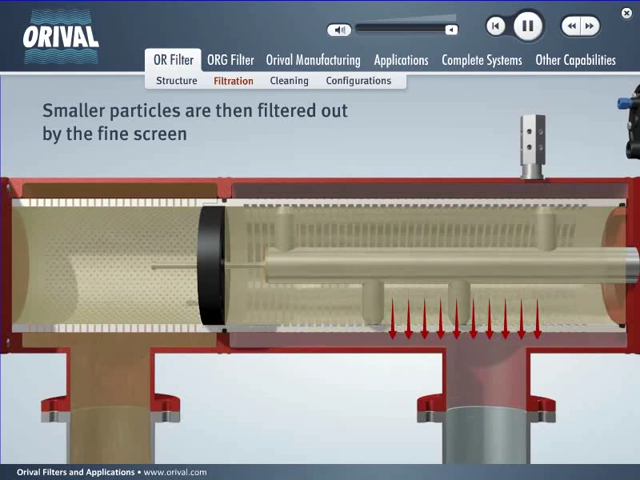 ORIVAL
OR Filter ORG Filter Orival Manufacturing Applications Complete Systems Other Capabilities
Structure Filtration Cleaning Configurations
Smaller particles are then filtered out
by the fine screen
Orival Filters and Applications • www.orival.com